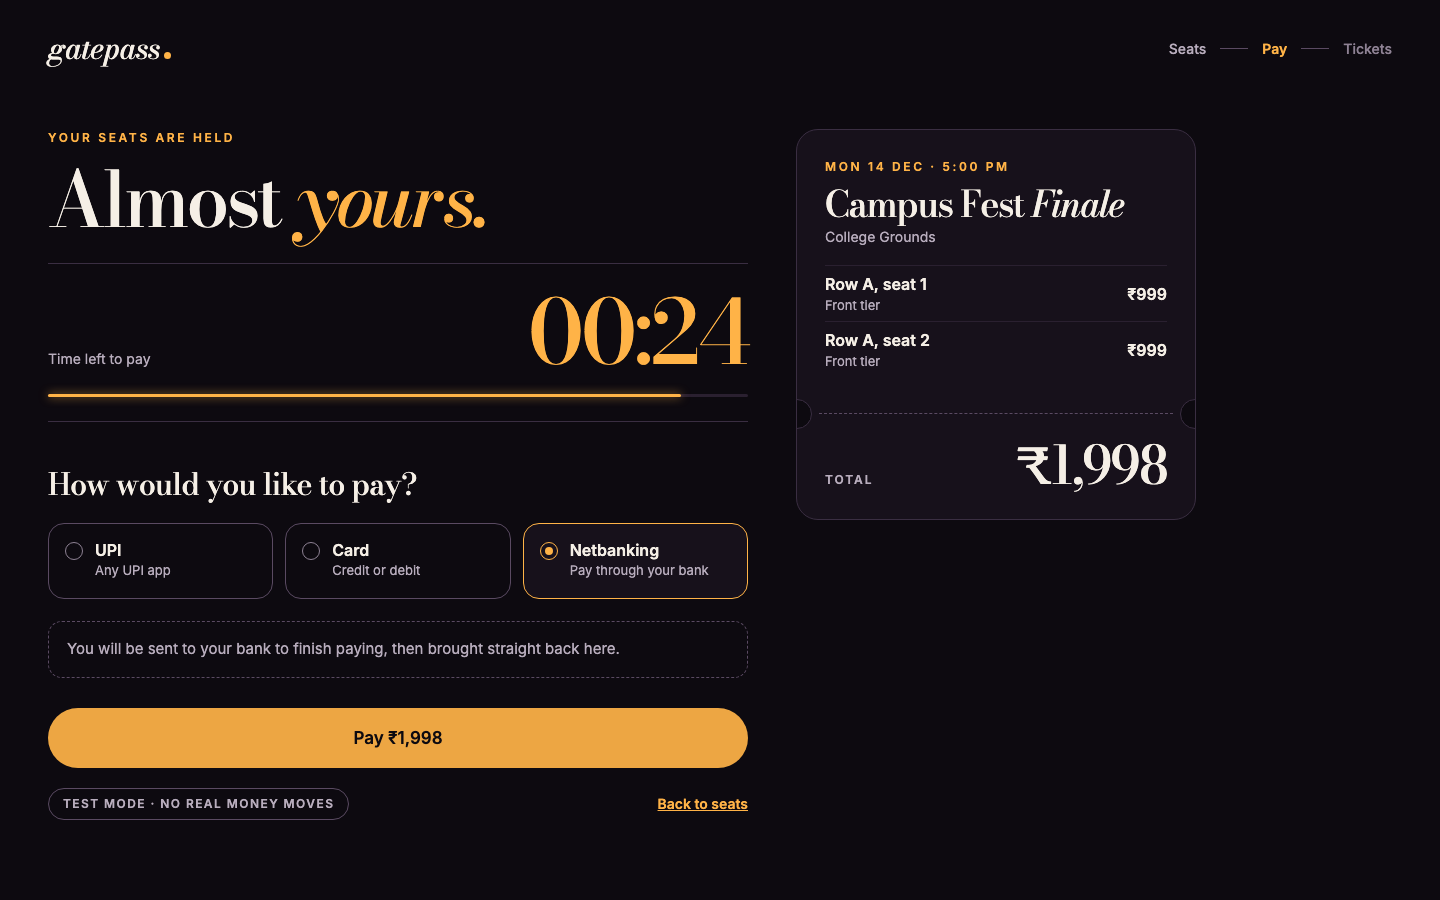 gatepass.
Seats
Pay
Tickets
YOUR SEATS ARE HELD
Almost yours.
Time left to pay
00:24
How would you like to pay?
UPI
Any UPI app
Card
Credit or debit
Netbanking
Pay through your bank
You will be sent to your bank to finish paying, then brought straight back here.
Pay ₹1,998
TEST MODE · NO REAL MONEY MOVES
Back to seats
MON 14 DEC · 5:00 PM
Campus Fest Finale
College Grounds
Row A, seat 1
Front tier
₹999
Row A, seat 2
Front tier
₹999
TOTAL
₹1,998